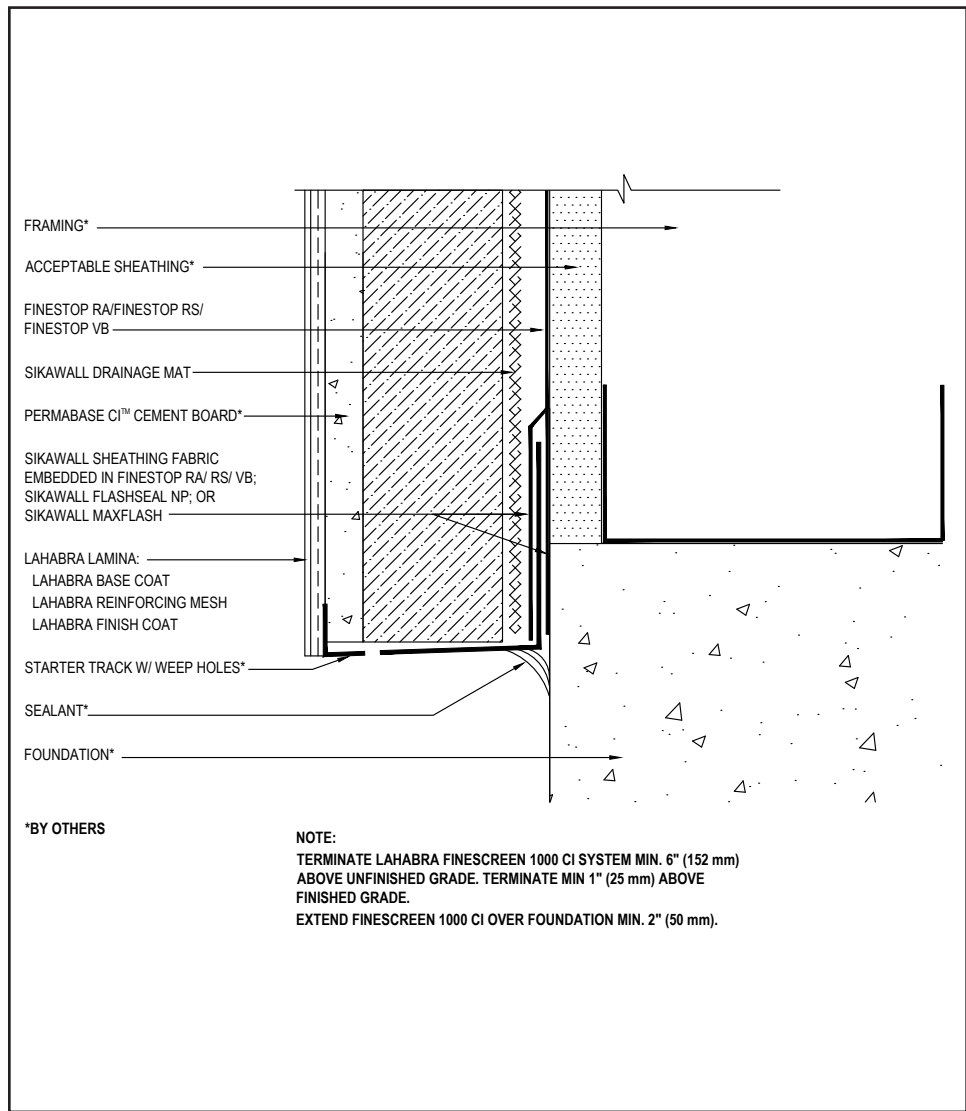 FRAMING*
ACCEPTABLE SHEATHING*
FINESTOP RA/FINESTOP RS/
FINESTOP VB
SIKAWALL DRAINAGE MAT
PERMABASE CI™ CEMENT BOARD*
SIKAWALL SHEATHING FABRIC
EMBEDDED IN FINESTOP RA/ RS/ VB;
SIKAWALL FLASHSEAL NP; OR
SIKAWALL MAXFLASH
LAHABRA LAMINA:
LAHABRA BASE COAT
LAHABRA REINFORCING MESH
LAHABRA FINISH COAT
STARTER TRACK W/ WEEP HOLES*
SEALANT*
FOUNDATION*
*BY OTHERS
NOTE:
TERMINATE LAHABRA FINESCREEN 1000 CI SYSTEM MIN. 6" (152 mm)
ABOVE UNFINISHED GRADE. TERMINATE MIN 1" (25 mm) ABOVE
FINISHED GRADE.
EXTEND FINESCREEN 1000 CI OVER FOUNDATION MIN. 2" (50 mm).